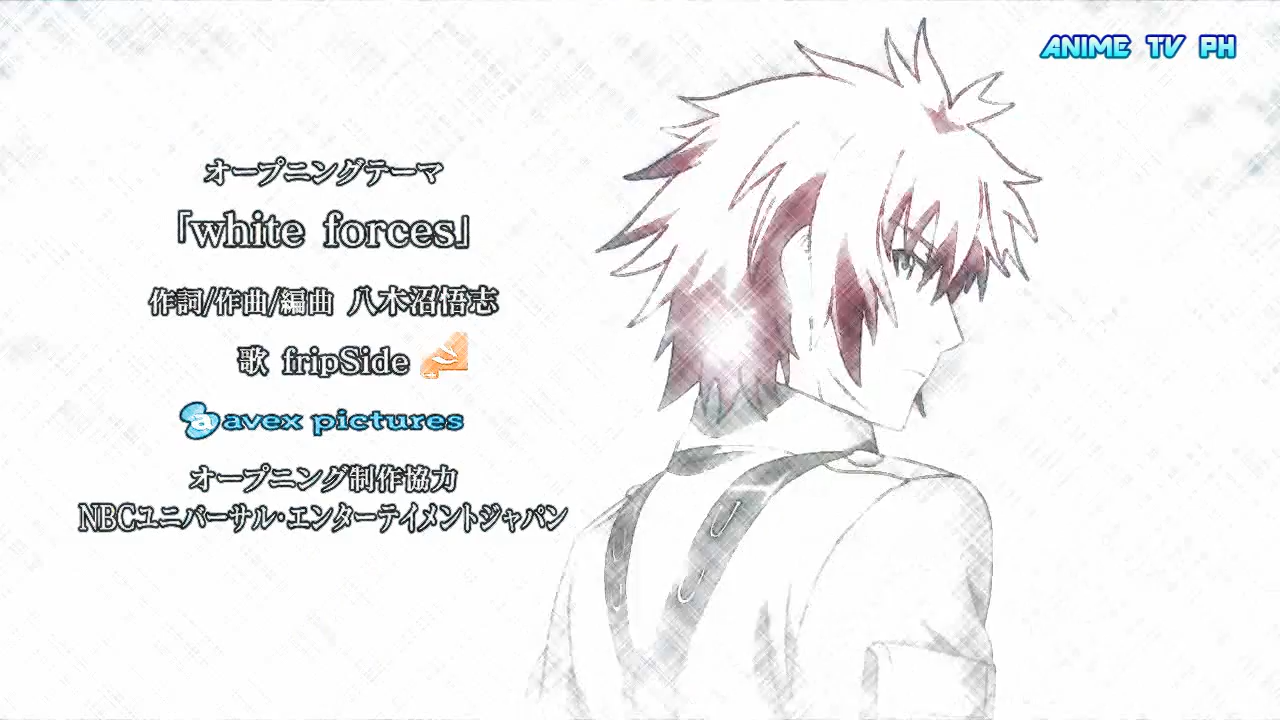 ANIME TV PH
オープニングテーマ
「white forces」
作詞/作曲/編曲 八木沼悟志
歌 fripSide
avex pictures
オープニング制作協力
NBCユニバーサル・エンターテイメントジャパン